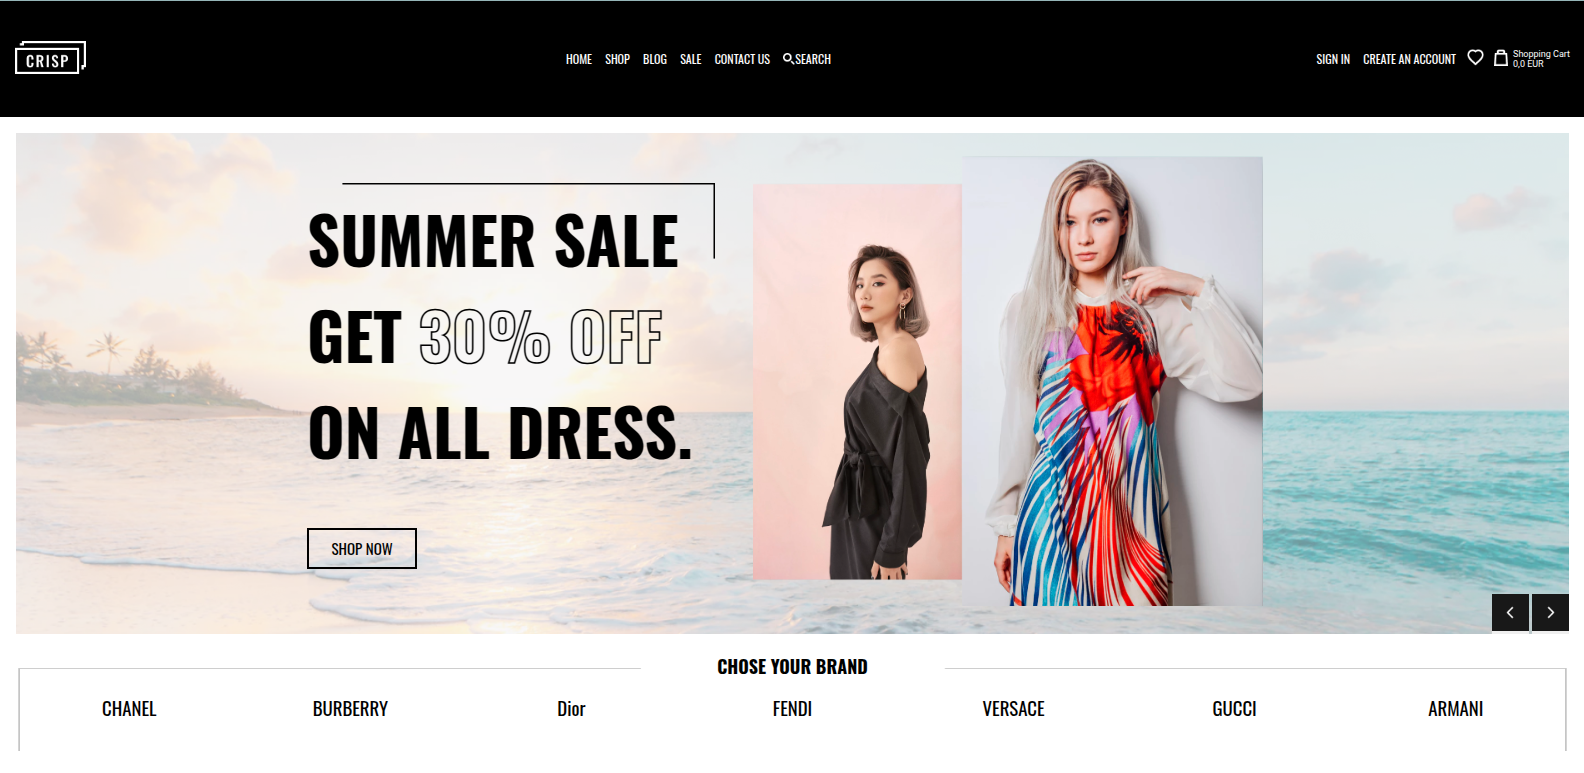 CRISP
HOME SHOP BLOG SALE CONTACT US SEARCH
SIGN IN CREATE AN ACCOUNT
Shopping Cart
0,0 EUR
SUMMER SALE
GET 30% OFF
ON ALL DRESS.
SHOP NOW
CHOSE YOUR BRAND
CHANEL BURBERRY Dior FENDI VERSACE GUCCI ARMANI